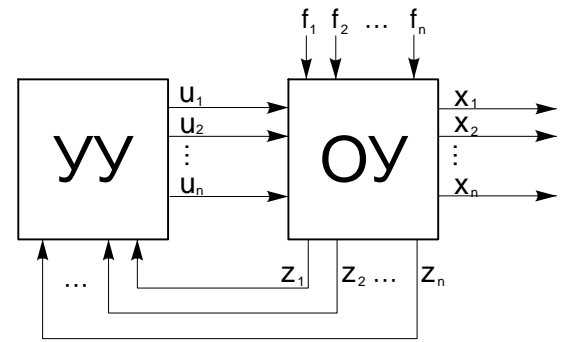 f1 f2 ... fn
u1
u2
⋮
un
УУ
ОУ
x1
x2
⋮
xn
... z1 z2 ... zn